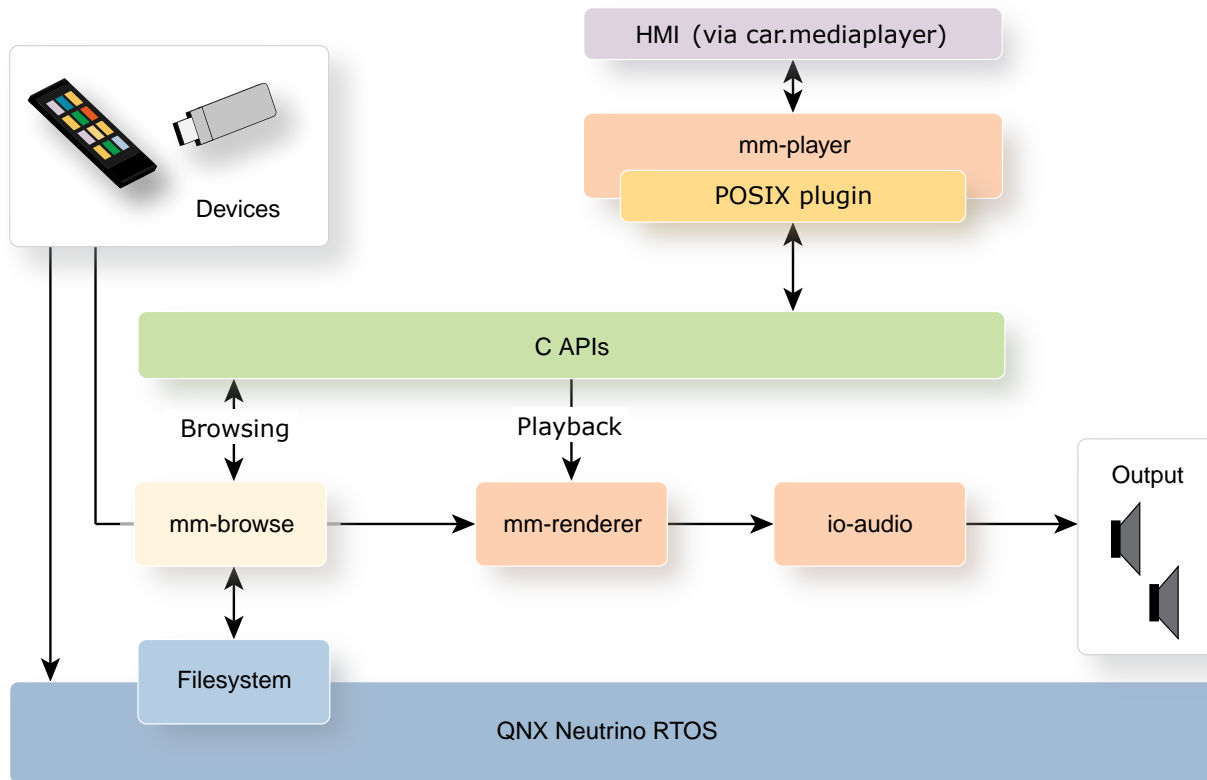 HMI (via car.mediaplayer)
mm-player
POSIX plugin
Devices
C APIs
Browsing
Playback
Output
mm-browse
mm-renderer
io-audio
Filesystem
QNX Neutrino RTOS